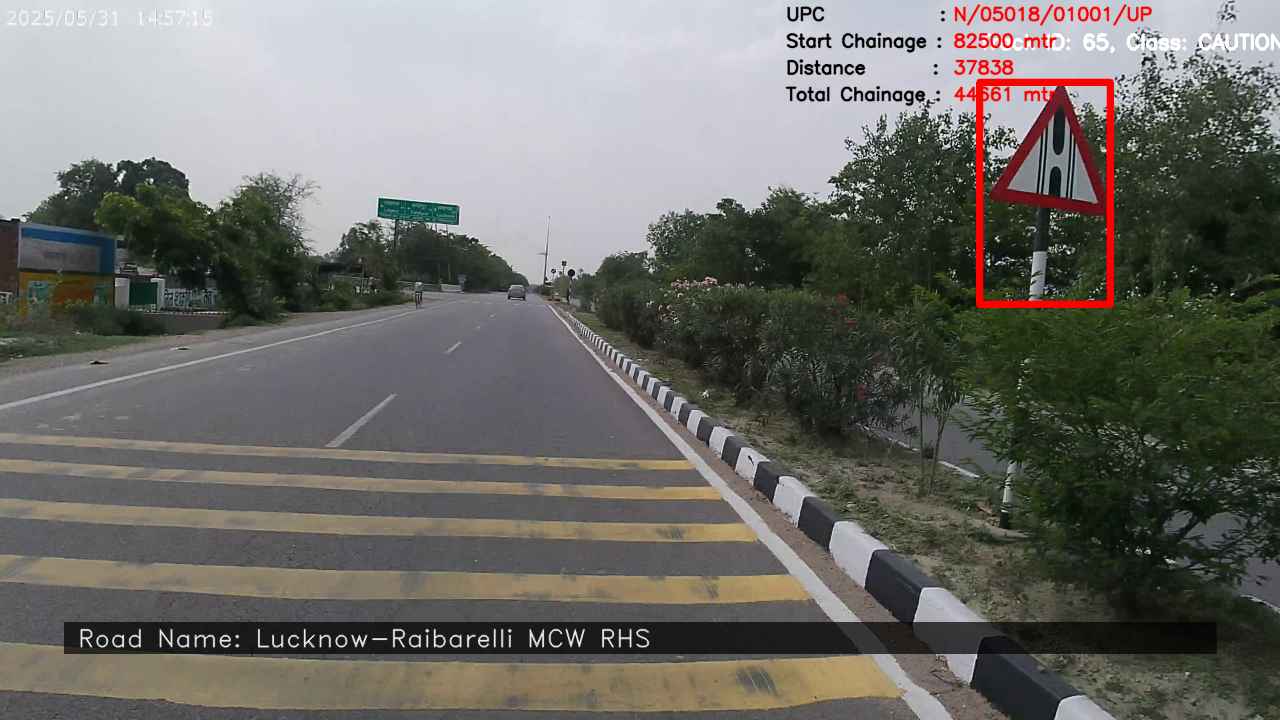 2025/05/31 14:57:15
UPC : N/05018/01001/UP
Start Chainage : 82500 mtr
D: 65, Class: CAUTION
Distance : 37838
Total Chainage : 44661 mtr
Road Name: Lucknow-Raibarelli MCW RHS